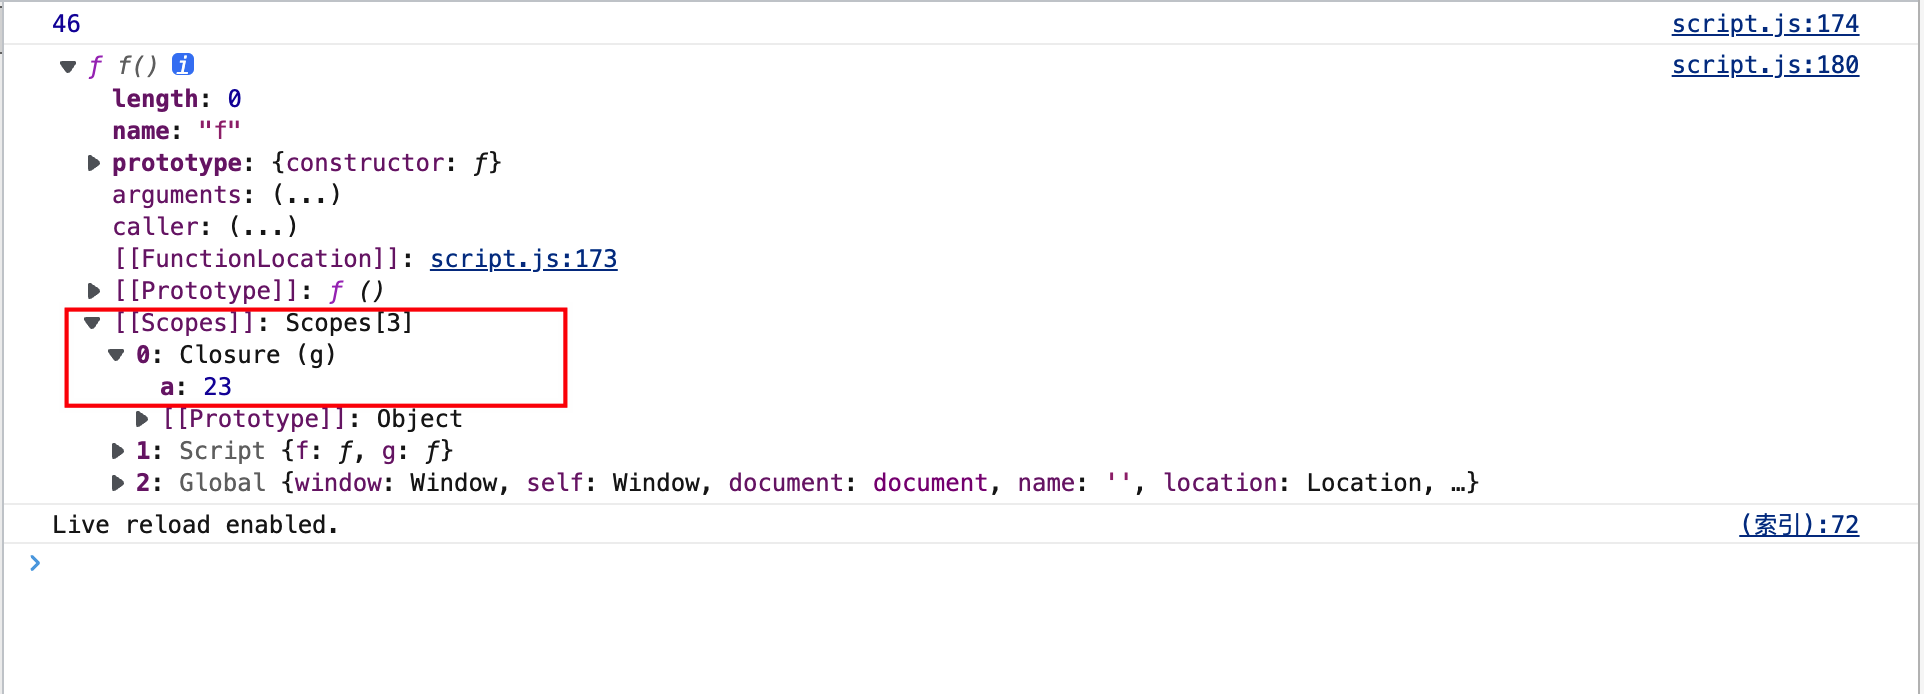 46 script.js:174
▼ ƒ f() i script.js:180
length: 0
name: "f"
▶ prototype: {constructor: ƒ}
arguments: (...)
caller: (...)
[[FunctionLocation]]: script.js:173
▶ [[Prototype]]: ƒ ()
▼ [[Scopes]]: Scopes[3]
▼ 0: Closure (g)
a: 23
▶ [[Prototype]]: Object
▶ 1: Script {f: ƒ, g: ƒ}
▶ 2: Global {window: Window, self: Window, document: document, name: '', location: Location, …}
Live reload enabled. (索引):72
>